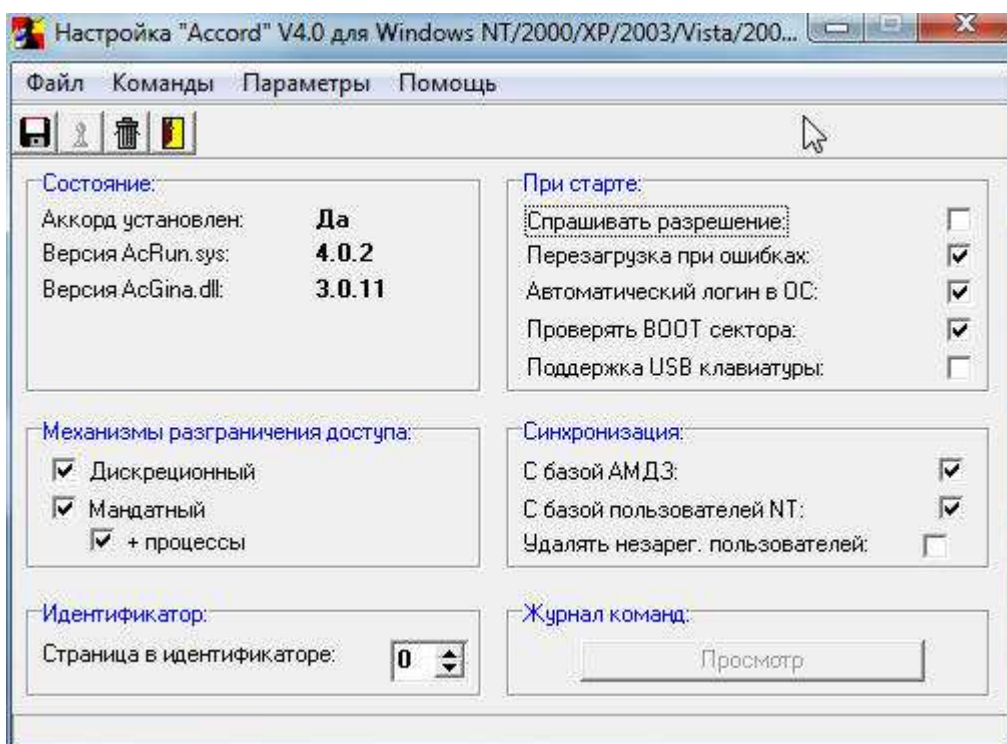 Настройка "Accord" V4.0 для Windows NT/2000/XP/2003/Vista/200...
Файл Команды Параметры Помощь
Состояние:
Аккорд установлен: Да
Версия AcRun.sys: 4.0.2
Версия AcGina.dll: 3.0.11
При старте:
Спрашивать разрешение:
Перезагрузка при ошибках:
Автоматический логин в ОС:
Проверять BOOT сектора:
Поддержка USB клавиатуры:
Механизмы разграничения доступа:
Дискреционный
Мандатный
+ процессы
Синхронизация:
С базой АМДЗ:
С базой пользователей NT:
Удалять незарег. пользователей:
Идентификатор:
Страница в идентификаторе: 0
Журнал команд:
Просмотр